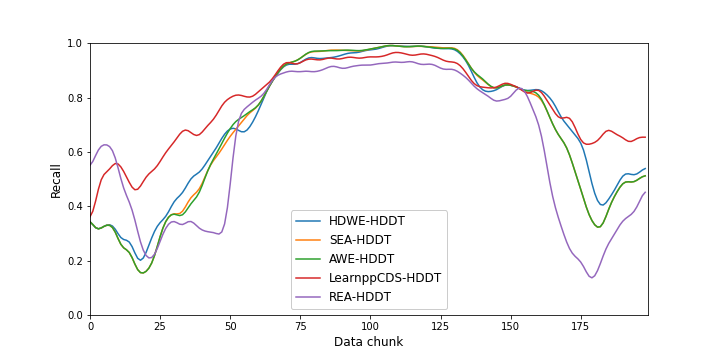 1.0
0.8
0.6
0.4
0.2
0.0
Recall
0 25 50 75 100 125 150 175
Data chunk
HDWE-HDDT
SEA-HDDT
AWE-HDDT
LearnppCDS-HDDT
REA-HDDT